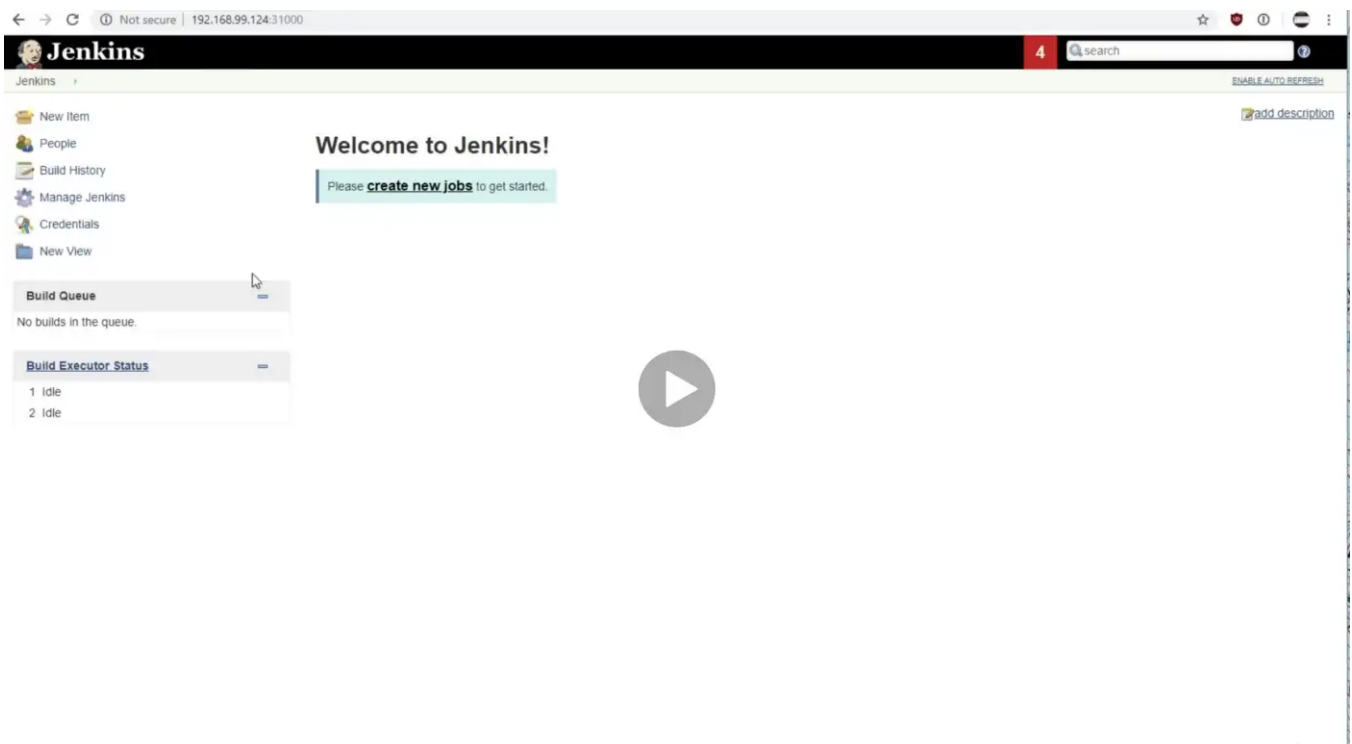 Not secure | 192.168.99.124:31000
Jenkins 4 search
Jenkins ENABLE AUTO REFRESH
New Item add description
People
Welcome to Jenkins!
Build History
Please create new jobs to get started.
Manage Jenkins
Credentials
New View
Build Queue
No builds in the queue.
Build Executor Status
1 Idle
2 Idle